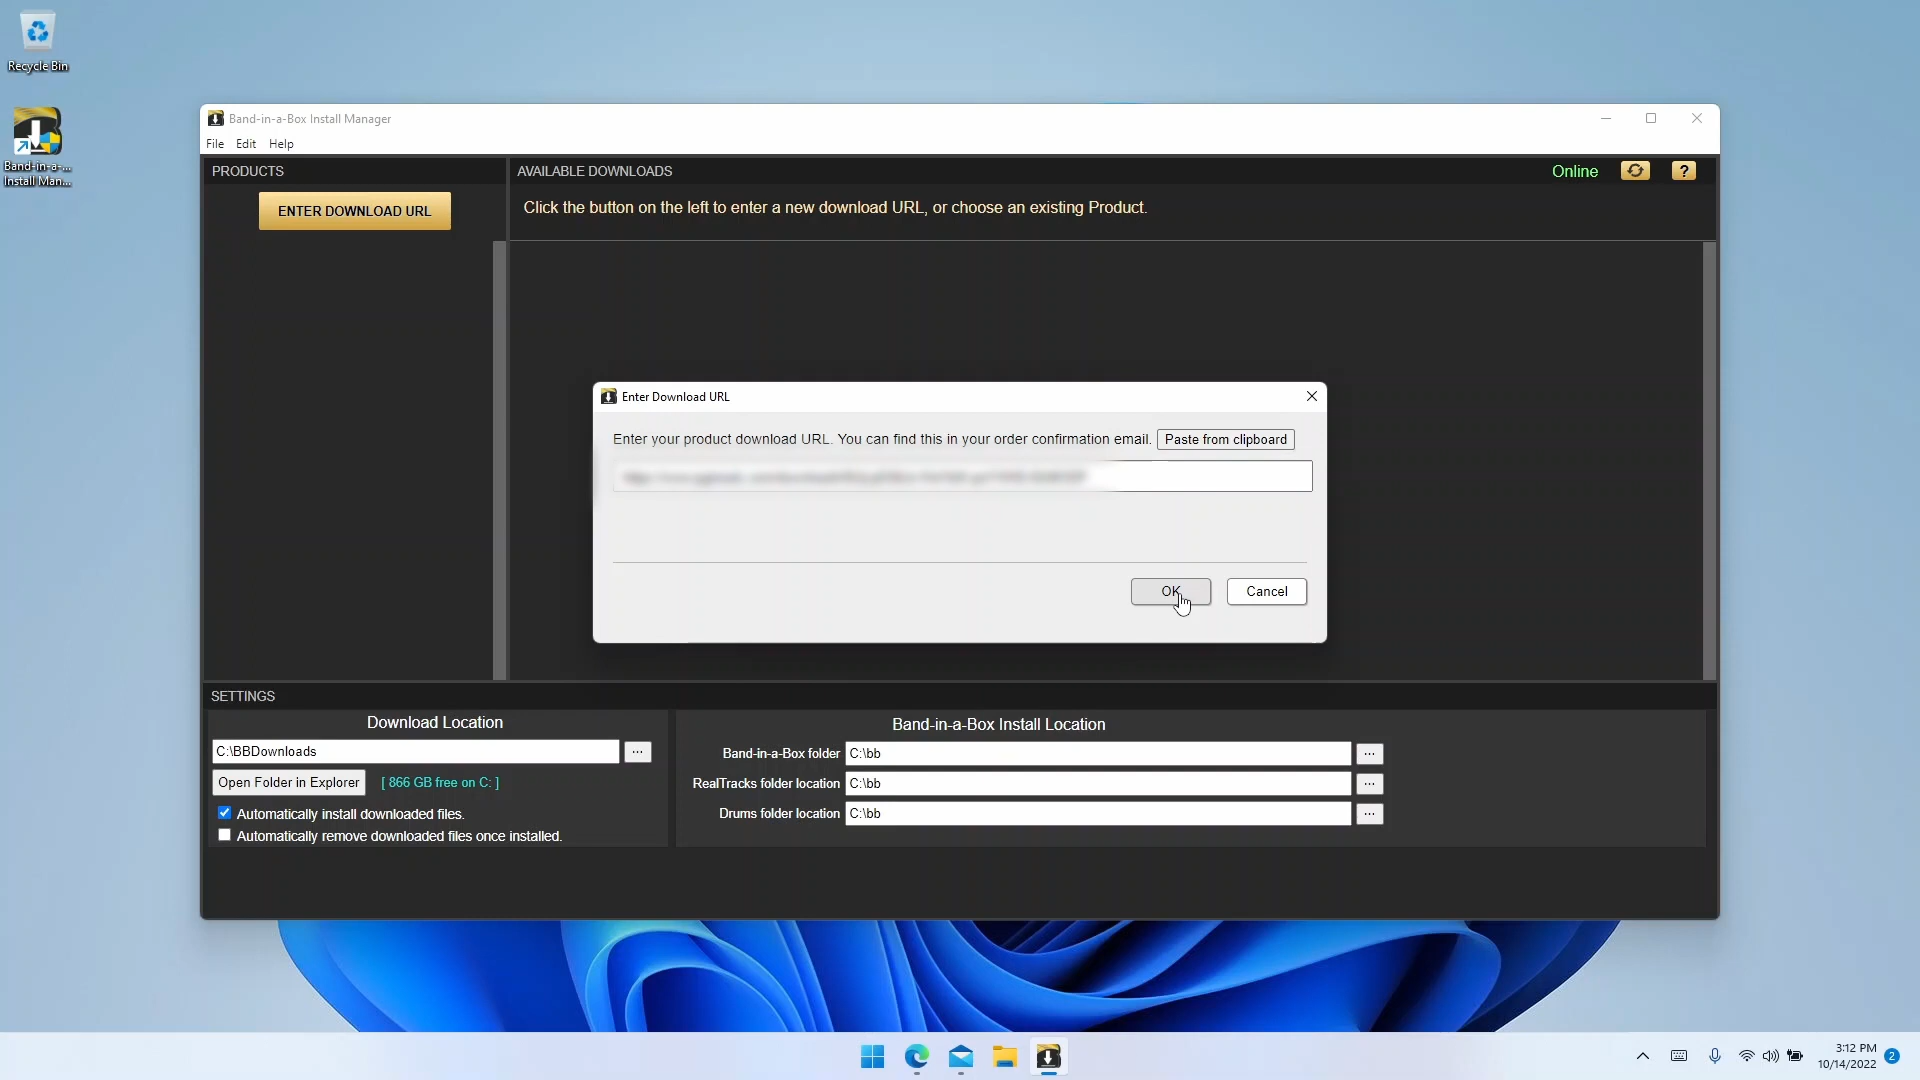 Recycle Bin
Band-in-a-...
Install Man...
Band-in-a-Box Install Manager
File Edit Help
PRODUCTS
ENTER DOWNLOAD URL
AVAILABLE DOWNLOADS
Online
?
Click the button on the left to enter a new download URL, or choose an existing Product.
Enter Download URL
Enter your product download URL. You can find this in your order confirmation email.
Paste from clipboard
OK
Cancel
SETTINGS
Download Location
C:\BBDownloads
...
Open Folder in Explorer
[ 866 GB free on C: ]
Automatically install downloaded files.
Automatically remove downloaded files once installed.
Band-in-a-Box Install Location
Band-in-a-Box folder C:\bb ...
RealTracks folder location C:\bb ...
Drums folder location C:\bb ...
3:12 PM
10/14/2022
2